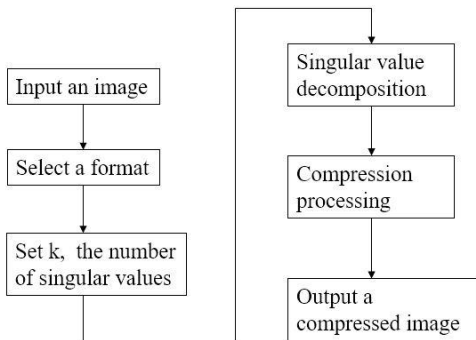 Input an image
Select a format
Set k, the number
of singular values
Singular value
decomposition
Compression
processing
Output a
compressed image